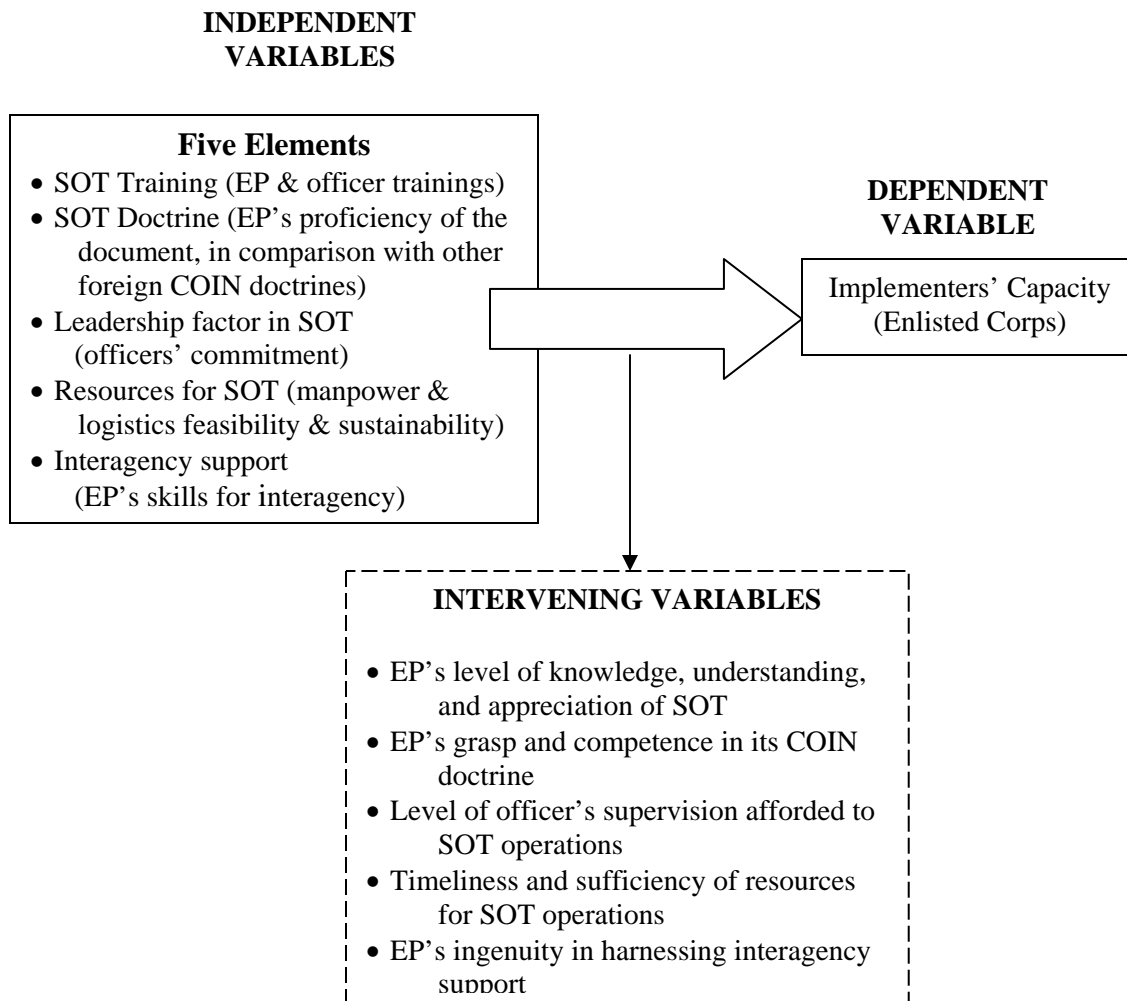 INDEPENDENT
VARIABLES
Five Elements
• SOT Training (EP & officer trainings)
• SOT Doctrine (EP's proficiency of the
document, in comparison with other
foreign COIN doctrines)
• Leadership factor in SOT
(officers' commitment)
• Resources for SOT (manpower &
logistics feasibility & sustainability)
• Interagency support
(EP's skills for interagency)
DEPENDENT
VARIABLE
Implementers' Capacity
(Enlisted Corps)
INTERVENING VARIABLES
• EP's level of knowledge, understanding,
and appreciation of SOT
• EP's grasp and competence in its COIN
doctrine
• Level of officer's supervision afforded to
SOT operations
• Timeliness and sufficiency of resources
for SOT operations
• EP's ingenuity in harnessing interagency
support